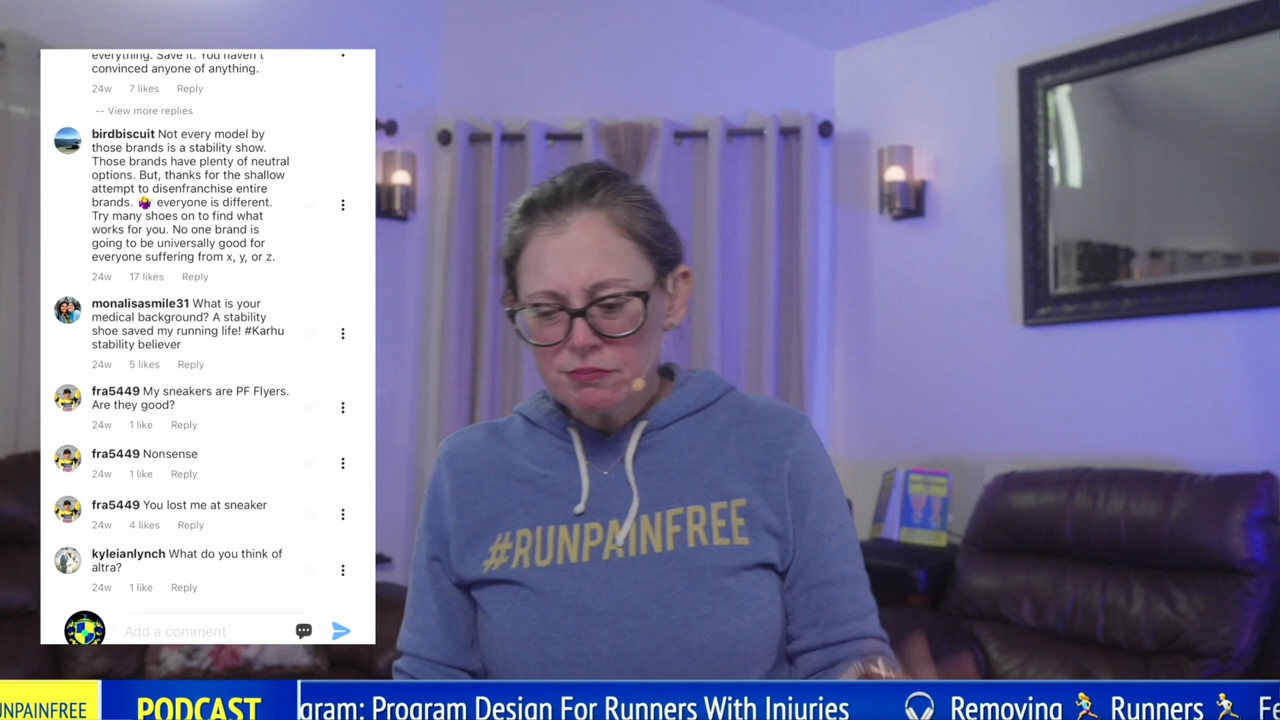 everything. Save it. You haven't
convinced anyone of anything.
24w 7 likes Reply
-- View more replies
birdbiscuit Not every model by
those brands is a stability show.
Those brands have plenty of neutral
options. But, thanks for the shallow
attempt to disenfranchise entire
brands. 🤷‍♀️ everyone is different.
Try many shoes on to find what
works for you. No one brand is
going to be universally good for
everyone suffering from x, y, or z.
24w 17 likes Reply
monalisasmile31 What is your
medical background? A stability
shoe saved my running life! #Karhu
stability believer
24w 5 likes Reply
fra5449 My sneakers are PF Flyers.
Are they good?
24w 1 like Reply
fra5449 Nonsense
24w 1 like Reply
fra5449 You lost me at sneaker
24w 4 likes Reply
kyleianlynch What do you think of
altra?
24w 1 like Reply
Add a comment
#RUNPAINFREE
UNPAINFREE PODCAST gram: Program Design For Runners With Injuries 🎧 Removing 🏃 Runners 🏃